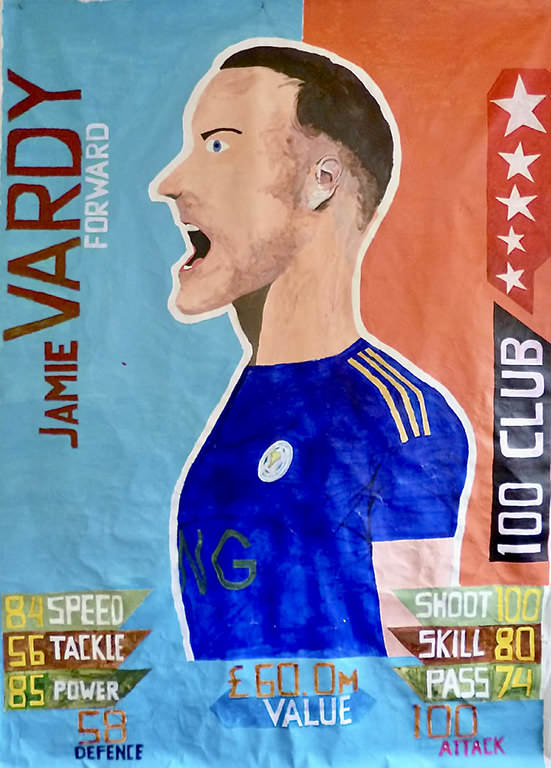 JAMIE VARDY
FORWARD
100 CLUB
NG
84 SPEED
56 TACKLE
85 POWER
58
DEFENCE
£60.0M
VALUE
SHOOT 100
SKILL 80
PASS 74
100
ATTACK